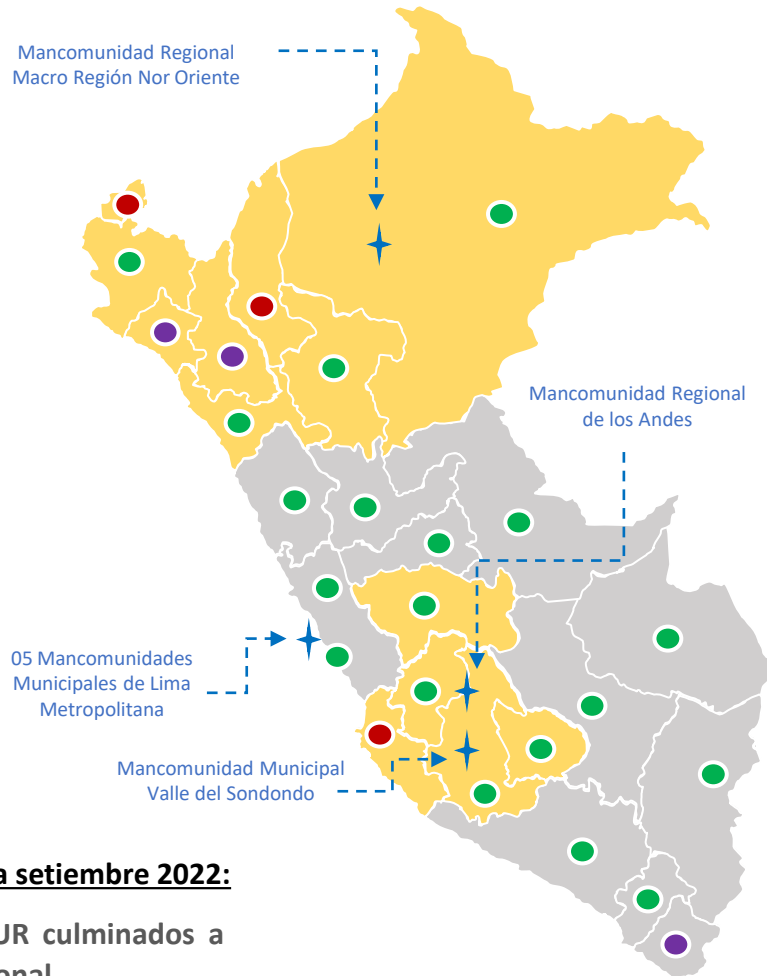 Mancomunidad Regional
Macro Región Nor Oriente
Mancomunidad Regional
de los Andes
05 Mancomunidades
Municipales de Lima
Metropolitana
Mancomunidad Municipal
Valle del Sondondo
a setiembre 2022:
UR culminados a